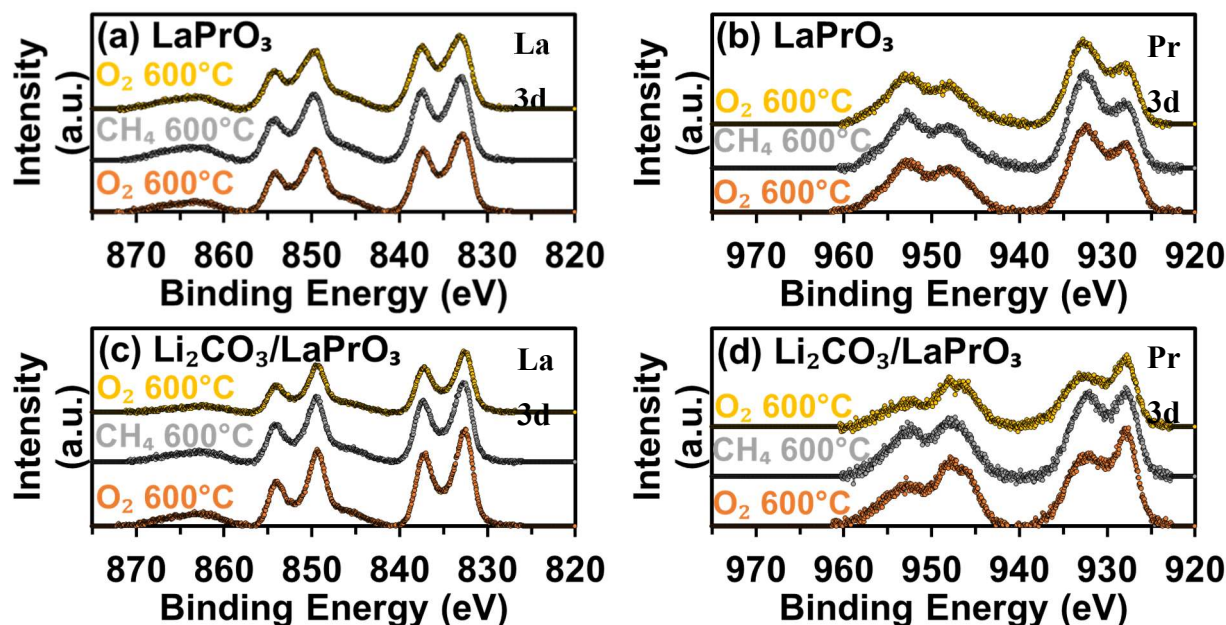 (a) LaPrO₃
La
3d
O₂ 600°C
CH₄ 600°C
O₂ 600°C
Intensity
(a.u.)
870 860 850 840 830 820
Binding Energy (eV)
(b) LaPrO₃
Pr
3d
O₂ 600°C
CH₄ 600°C
O₂ 600°C
Intensity
(a.u.)
970 960 950 940 930 920
Binding Energy (eV)
(c) Li₂CO₃/LaPrO₃
La
3d
O₂ 600°C
CH₄ 600°C
O₂ 600°C
Intensity
(a.u.)
870 860 850 840 830 820
Binding Energy (eV)
(d) Li₂CO₃/LaPrO₃
Pr
3d
O₂ 600°C
CH₄ 600°C
O₂ 600°C
Intensity
(a.u.)
970 960 950 940 930 920
Binding Energy (eV)